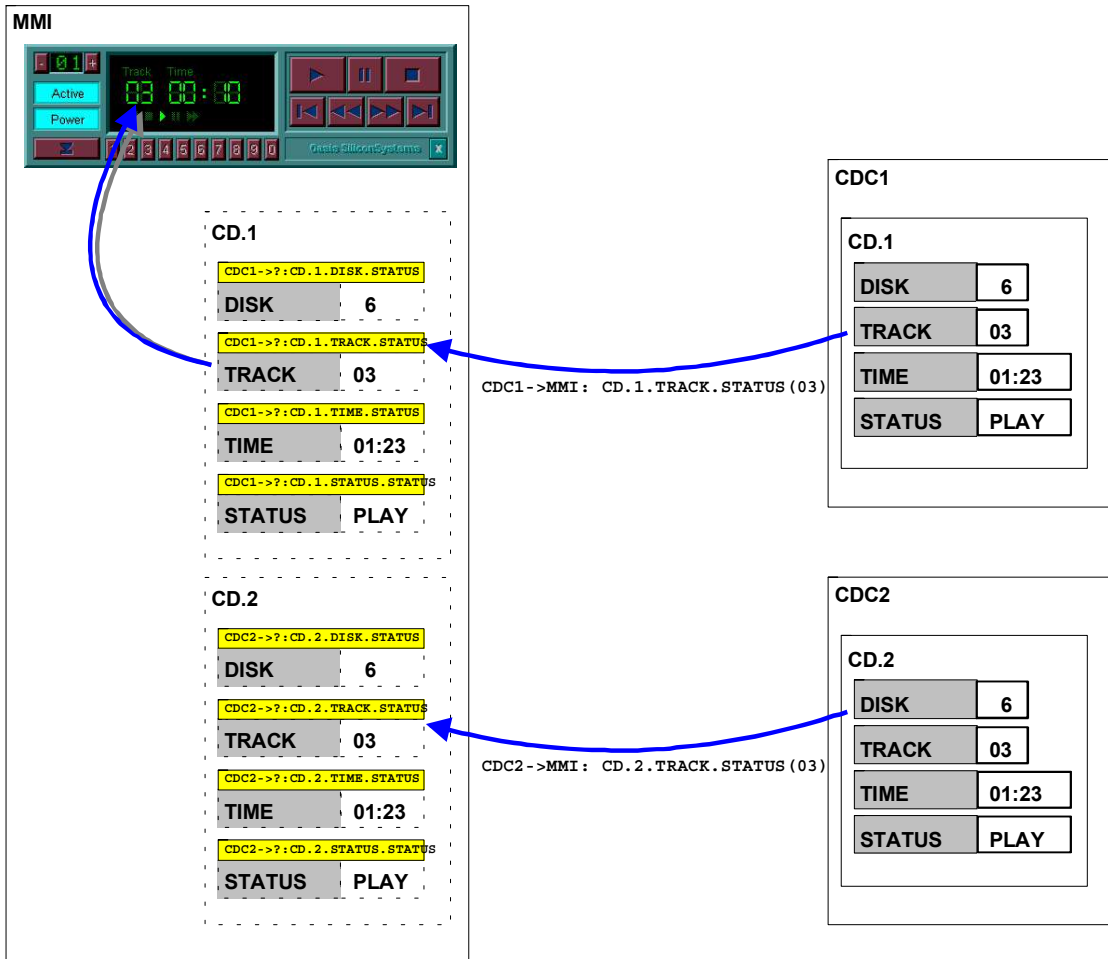 MMI
- 01 +
Track Time
Active
03 00:10
Power
2 3 4 5 6 7 8 9 0
Oasis SiliconSystems x
CD.1
CDC1->?:CD.1.DISK.STATUS
DISK 6
CDC1->?:CD.1.TRACK.STATUS
TRACK 03
CDC1->?:CD.1.TIME.STATUS
TIME 01:23
CDC1->?:CD.1.STATUS.STATUS
STATUS PLAY
CD.2
CDC2->?:CD.2.DISK.STATUS
DISK 6
CDC2->?:CD.2.TRACK.STATUS
TRACK 03
CDC2->?:CD.2.TIME.STATUS
TIME 01:23
CDC2->?:CD.2.STATUS.STATUS
STATUS PLAY
CDC1->MMI: CD.1.TRACK.STATUS(03)
CDC2->MMI: CD.2.TRACK.STATUS(03)
CDC1
CD.1
DISK 6
TRACK 03
TIME 01:23
STATUS PLAY
CDC2
CD.2
DISK 6
TRACK 03
TIME 01:23
STATUS PLAY